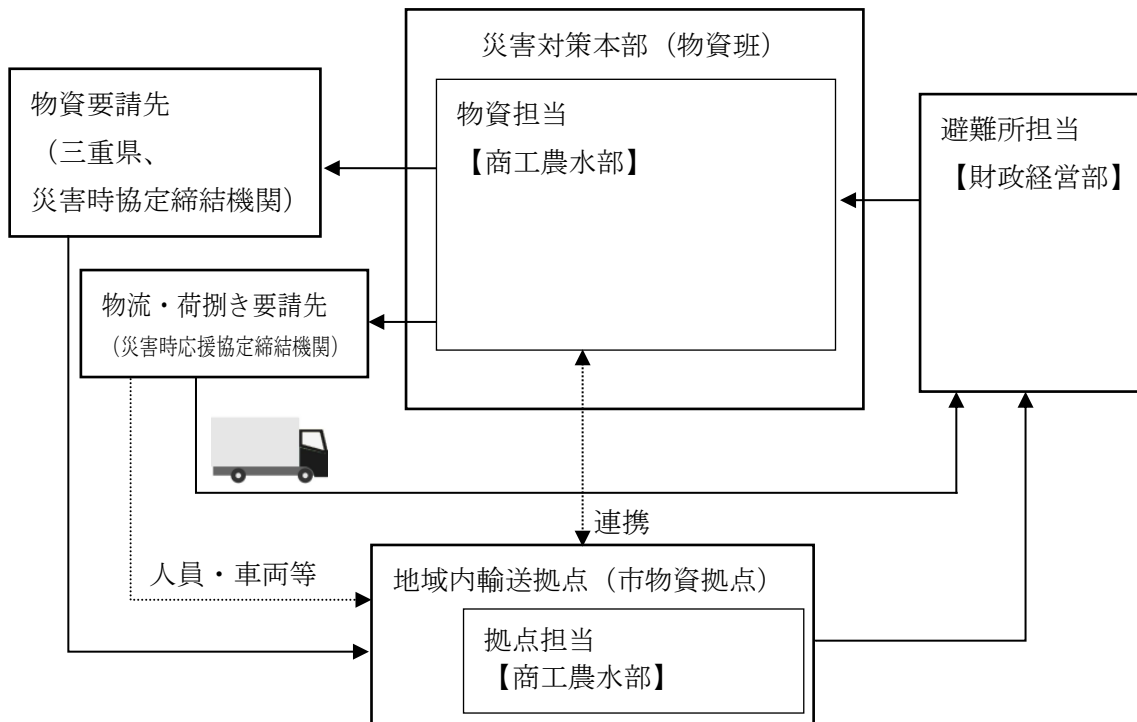 災害対策本部（物資班）
物資要請先
（三重県、
災害時協定締結機関）
物資担当
【商工農水部】
避難所担当
【財政経営部】
物流・荷捌き要請先
（災害時応援協定締結機関）
連携
人員・車両等
地域内輸送拠点（市物資拠点）
拠点担当
【商工農水部】